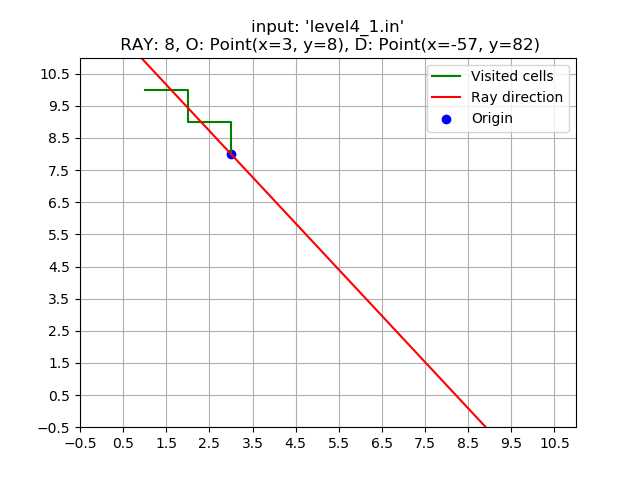 input: 'level4_1.in'
RAY: 8, O: Point(x=3, y=8), D: Point(x=-57, y=82)
Visited cells
Ray direction
Origin
10.5
9.5
8.5
7.5
6.5
5.5
4.5
3.5
2.5
1.5
0.5
−0.5
−0.5 0.5 1.5 2.5 3.5 4.5 5.5 6.5 7.5 8.5 9.5 10.5